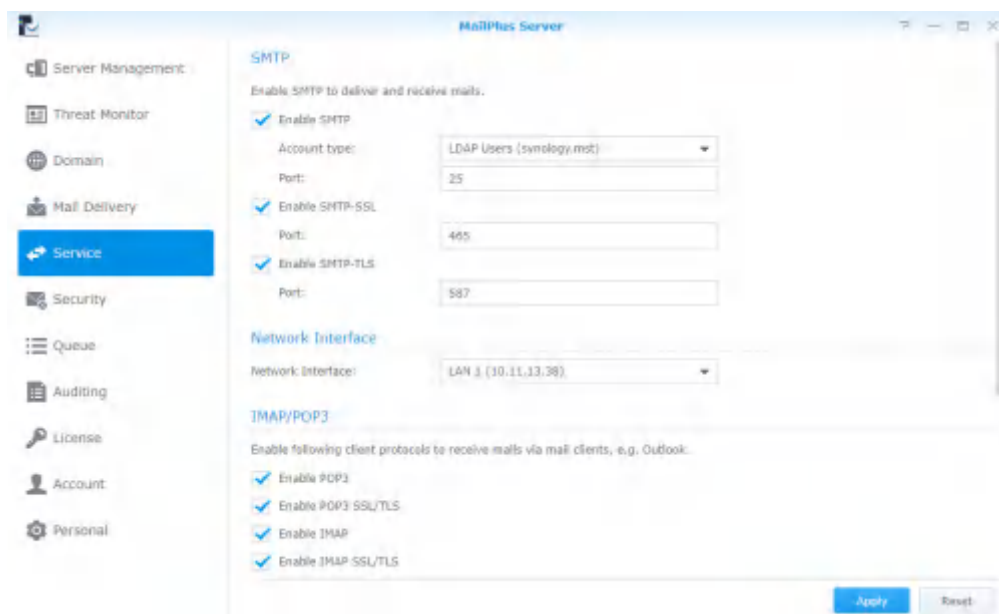 MailPlus Server
Server Management
Threat Monitor
Domain
Mail Delivery
Service
Security
Queue
Auditing
License
Account
Personal
SMTP
Enable SMTP to deliver and receive mails.
Enable SMTP
Account type: LDAP Users (synology.mst)
Port: 25
Enable SMTP-SSL
Port: 465
Enable SMTP-TLS
Port: 587
Network Interface
Network Interface: LAN 1 (10.11.13.38)
IMAP/POP3
Enable following client protocols to receive mails via mail clients, e.g. Outlook.
Enable POP3
Enable POP3 SSL/TLS
Enable IMAP
Enable IMAP SSL/TLS
Apply Reset